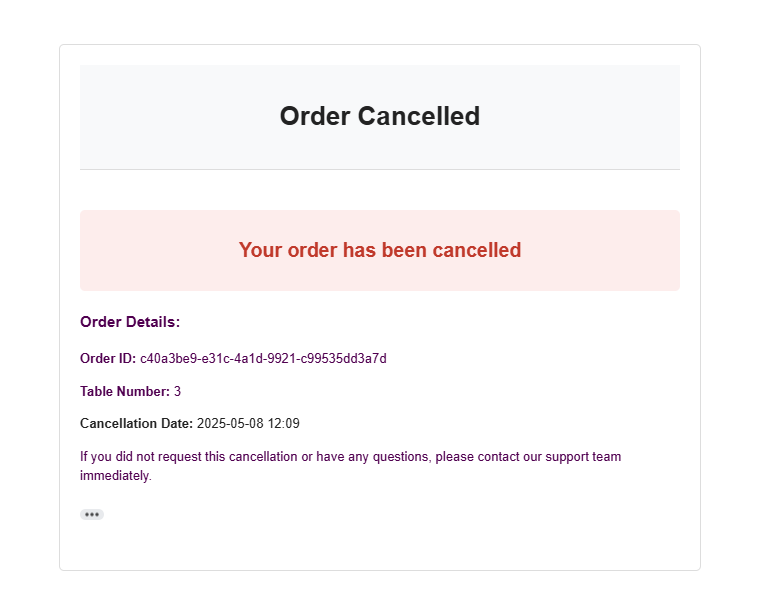 Order Cancelled
Your order has been cancelled
Order Details:
Order ID: c40a3be9-e31c-4a1d-9921-c99535dd3a7d
Table Number: 3
Cancellation Date: 2025-05-08 12:09
If you did not request this cancellation or have any questions, please contact our support team
immediately.